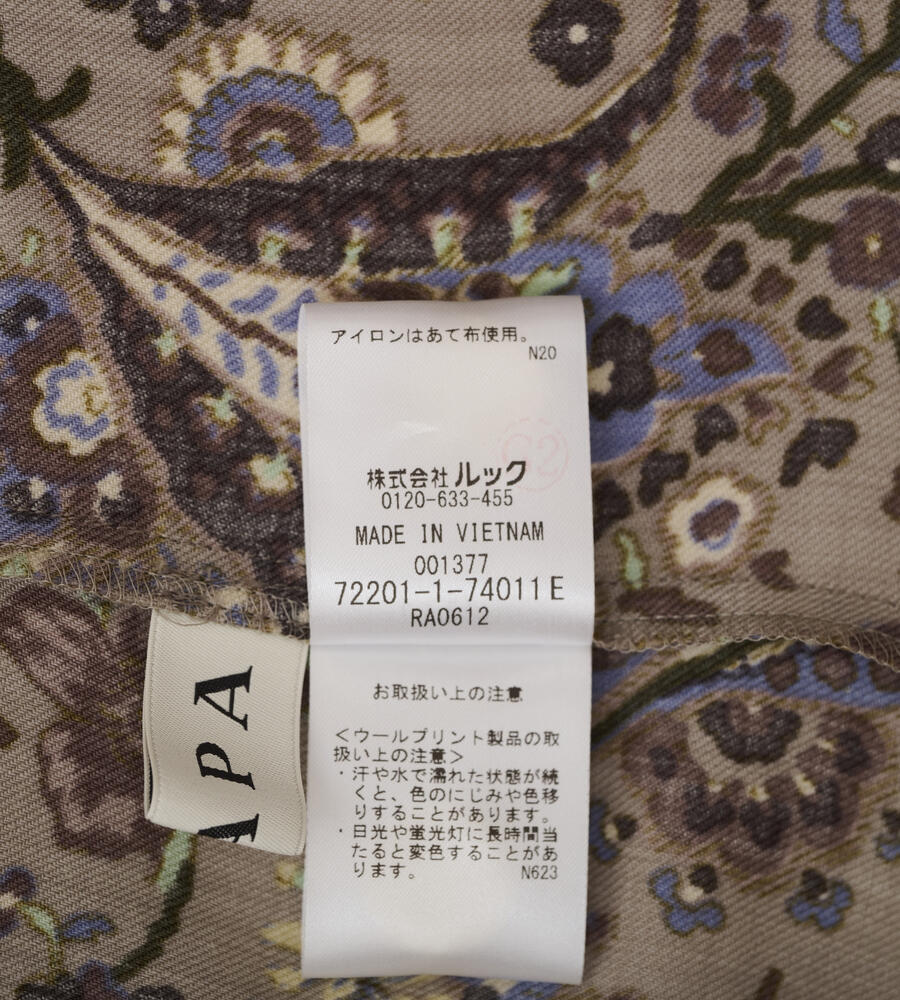 アイロンはあて布使用。
N20
G2
株式会社ルック
0120-633-455
MADE IN VIETNAM
001377
72201-1-74011E
RA0612
お取扱い上の注意
<ウールプリント製品の取
扱い上の注意>
・汗や水で濡れた状態が続
くと、色のにじみや色移
りすることがあります。
・日光や蛍光灯に長時間当
たると変色することがあ
ります。
N623
APA